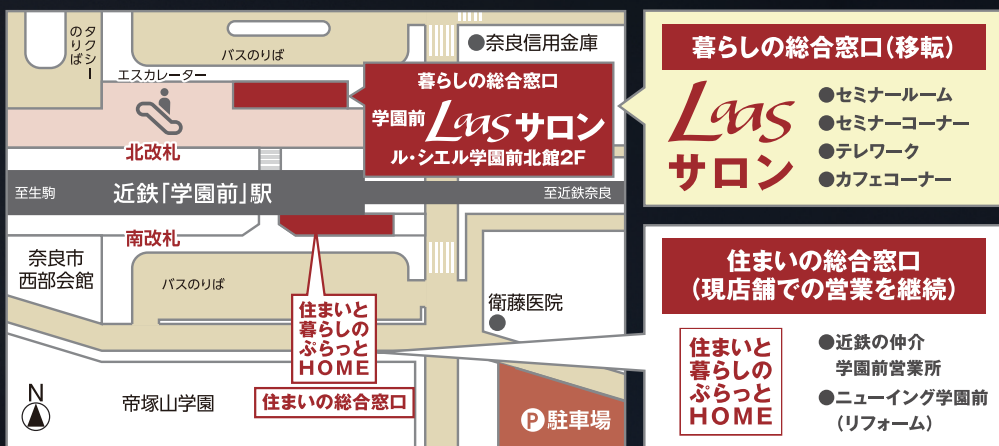 タクシー
のりば
バスのりば
奈良信用金庫
エスカレーター
暮らしの総合窓口
学園前 Laas サロン
ル・シエル学園前北館2F
北改札
至生駒
近鉄「学園前」駅
至近鉄奈良
南改札
奈良市
西部会館
バスのりば
衛藤医院
住まいと
暮らしの
ぷらっと
HOME
住まいの総合窓口
帝塚山学園
N
P 駐車場
暮らしの総合窓口(移転)
Laas
サロン
●セミナールーム
●セミナーコーナー
●テレワーク
●カフェコーナー
住まいの総合窓口
(現店舗での営業を継続)
住まいと
暮らしの
ぷらっと
HOME
●近鉄の仲介
学園前営業所
●ニューイング学園前
(リフォーム)